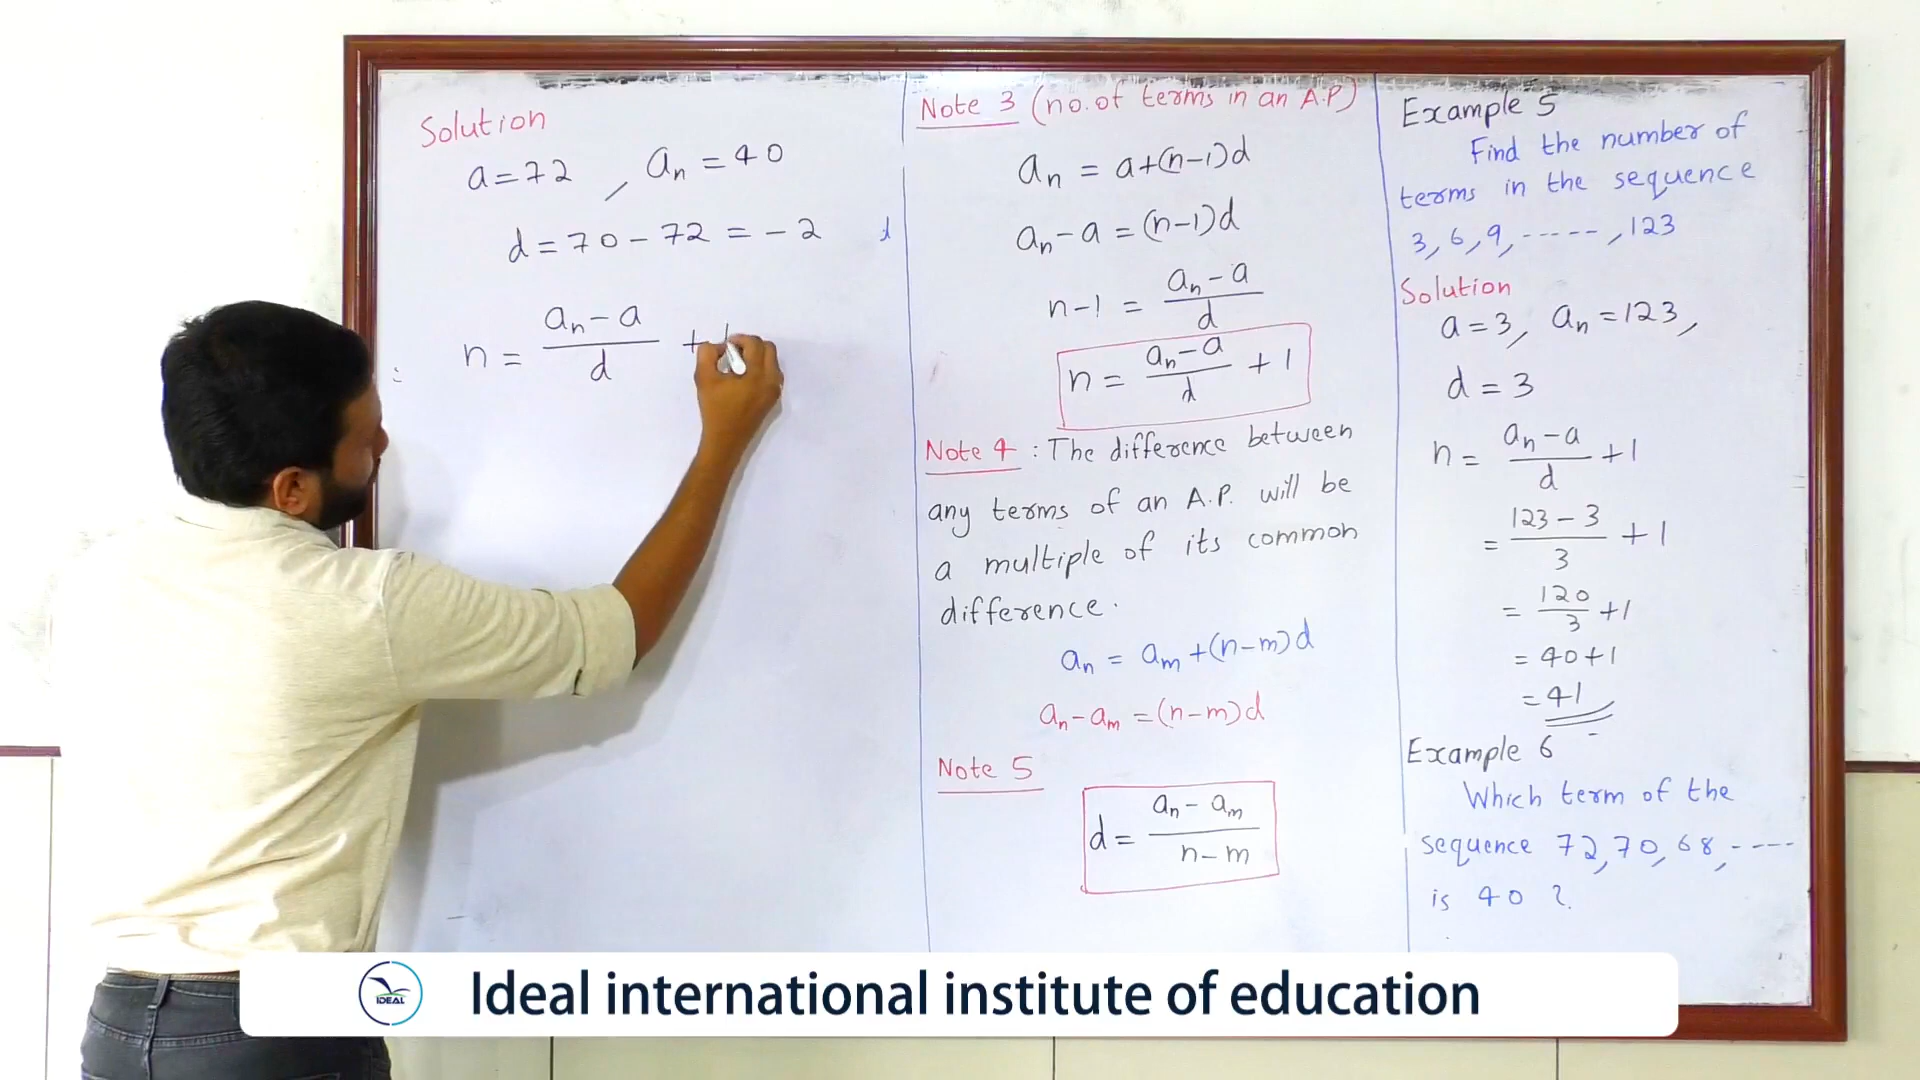 Solution
a = 72 , aₙ = 40
d = 70 - 72 = -2
d
n = (aₙ - a)/d + 1
Note 3 (no. of terms in an A.P)
aₙ = a+(n-1)d
aₙ - a = (n-1)d
n-1 = (aₙ - a)/d
n = (aₙ - a)/d + 1
Note 4 : The difference between
any terms of an A.P. will be
a multiple of its common
difference.
aₙ = aₘ +(n-m)d
aₙ - aₘ = (n-m)d
Note 5
d = (aₙ - aₘ)/(n-m)
Example 5
Find the number of
terms in the sequence
3, 6, 9, ----- , 123
Solution
a = 3, aₙ = 123,
d = 3
n = (aₙ - a)/d + 1
= (123 - 3)/3 + 1
= 120/3 + 1
= 40+1
= 41
Example 6
Which term of the
sequence 72, 70, 68, ----
is 40 ?
IDEAL
Ideal international institute of education